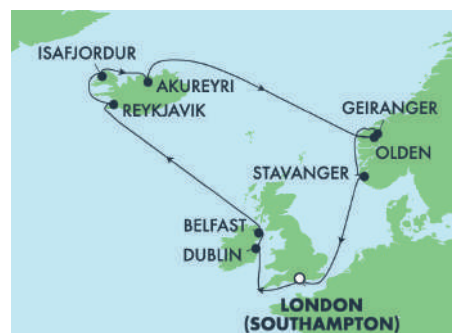 ISAFJORDUR
AKUREYRI
REYKJAVIK
GEIRANGER
OLDEN
STAVANGER
BELFAST
DUBLIN
LONDON
(SOUTHAMPTON)